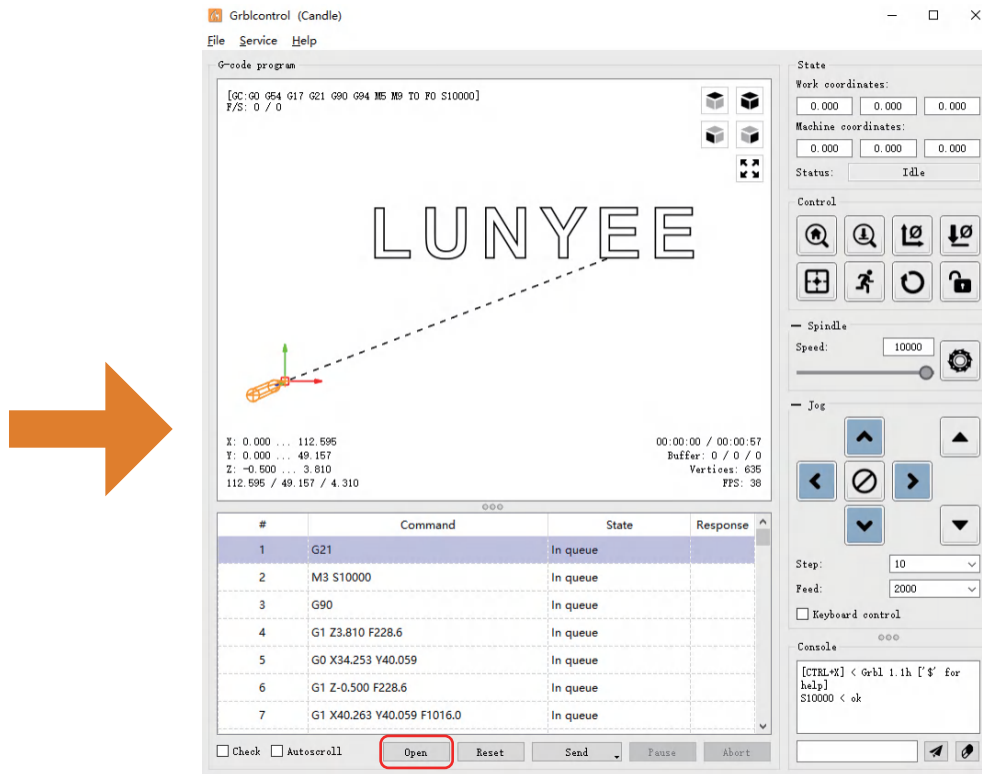 Grblcontrol (Candle)
File Service Help
G-code program
[GC:G0 G54 G17 G21 G90 G94 M5 M9 T0 F0 S10000]
F/S: 0 / 0
LUNYEE
X: 0.000 ... 112.595
Y: 0.000 ... 49.157
Z: -0.500 ... 3.810
112.595 / 49.157 / 4.310
00:00:00 / 00:00:57
Buffer: 0 / 0 / 0
Vertices: 635
FPS: 38
# Command State Response
1 G21 In queue
2 M3 S10000 In queue
3 G90 In queue
4 G1 Z3.810 F228.6 In queue
5 G0 X34.253 Y40.059 In queue
6 G1 Z-0.500 F228.6 In queue
7 G1 X40.263 Y40.059 F1016.0 In queue
Check Autoscroll Open Reset Send Pause Abort
State
Work coordinates:
0.000 0.000 0.000
Machine coordinates:
0.000 0.000 0.000
Status: Idle
Control
Spindle
Speed: 10000
Jog
Step: 10
Feed: 2000
Keyboard control
Console
[CTRL+X] < Grbl 1.1h ['$' for
help]
S10000 < ok